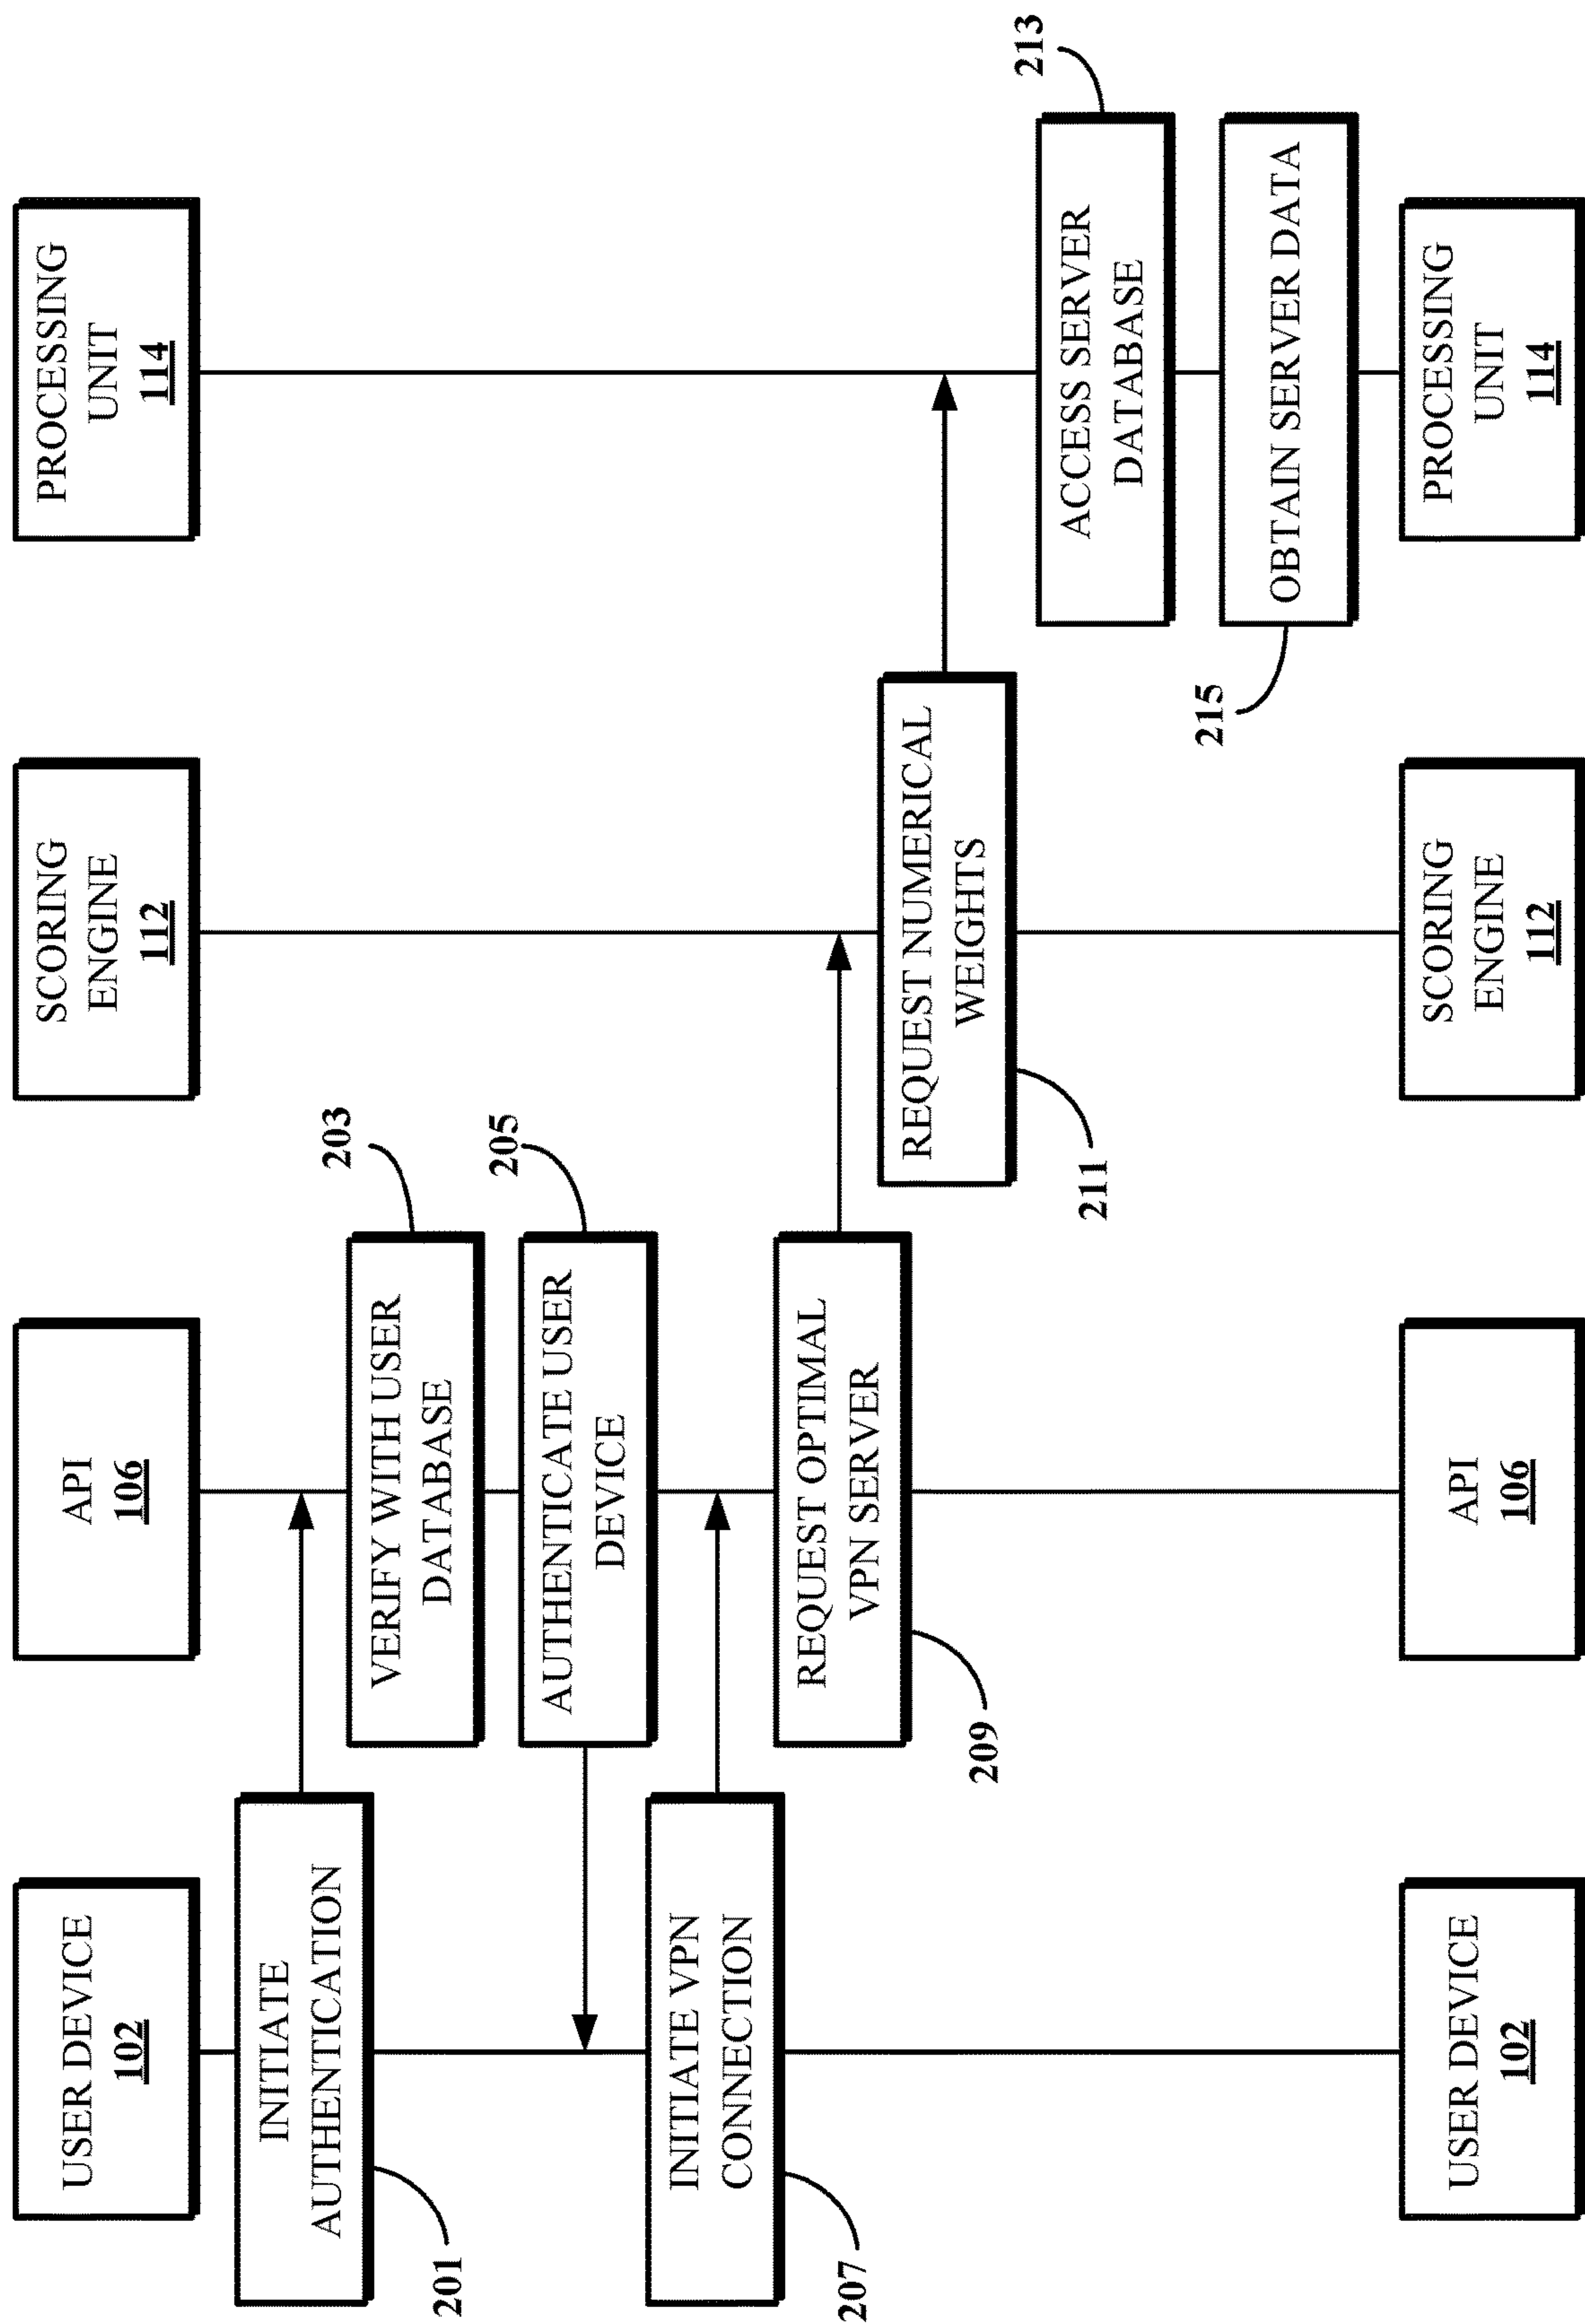 USER DEVICE
102
API
106
SCORING
ENGINE
112
PROCESSING
UNIT
114
INITIATE
AUTHENTICATION
201
VERIFY WITH USER
DATABASE
203
AUTHENTICATE USER
DEVICE
205
INITIATE VPN
CONNECTION
207
REQUEST OPTIMAL
VPN SERVER
209
REQUEST NUMERICAL
WEIGHTS
211
ACCESS SERVER
DATABASE
213
OBTAIN SERVER DATA
215
USER DEVICE
102
API
106
SCORING
ENGINE
112
PROCESSING
UNIT
114